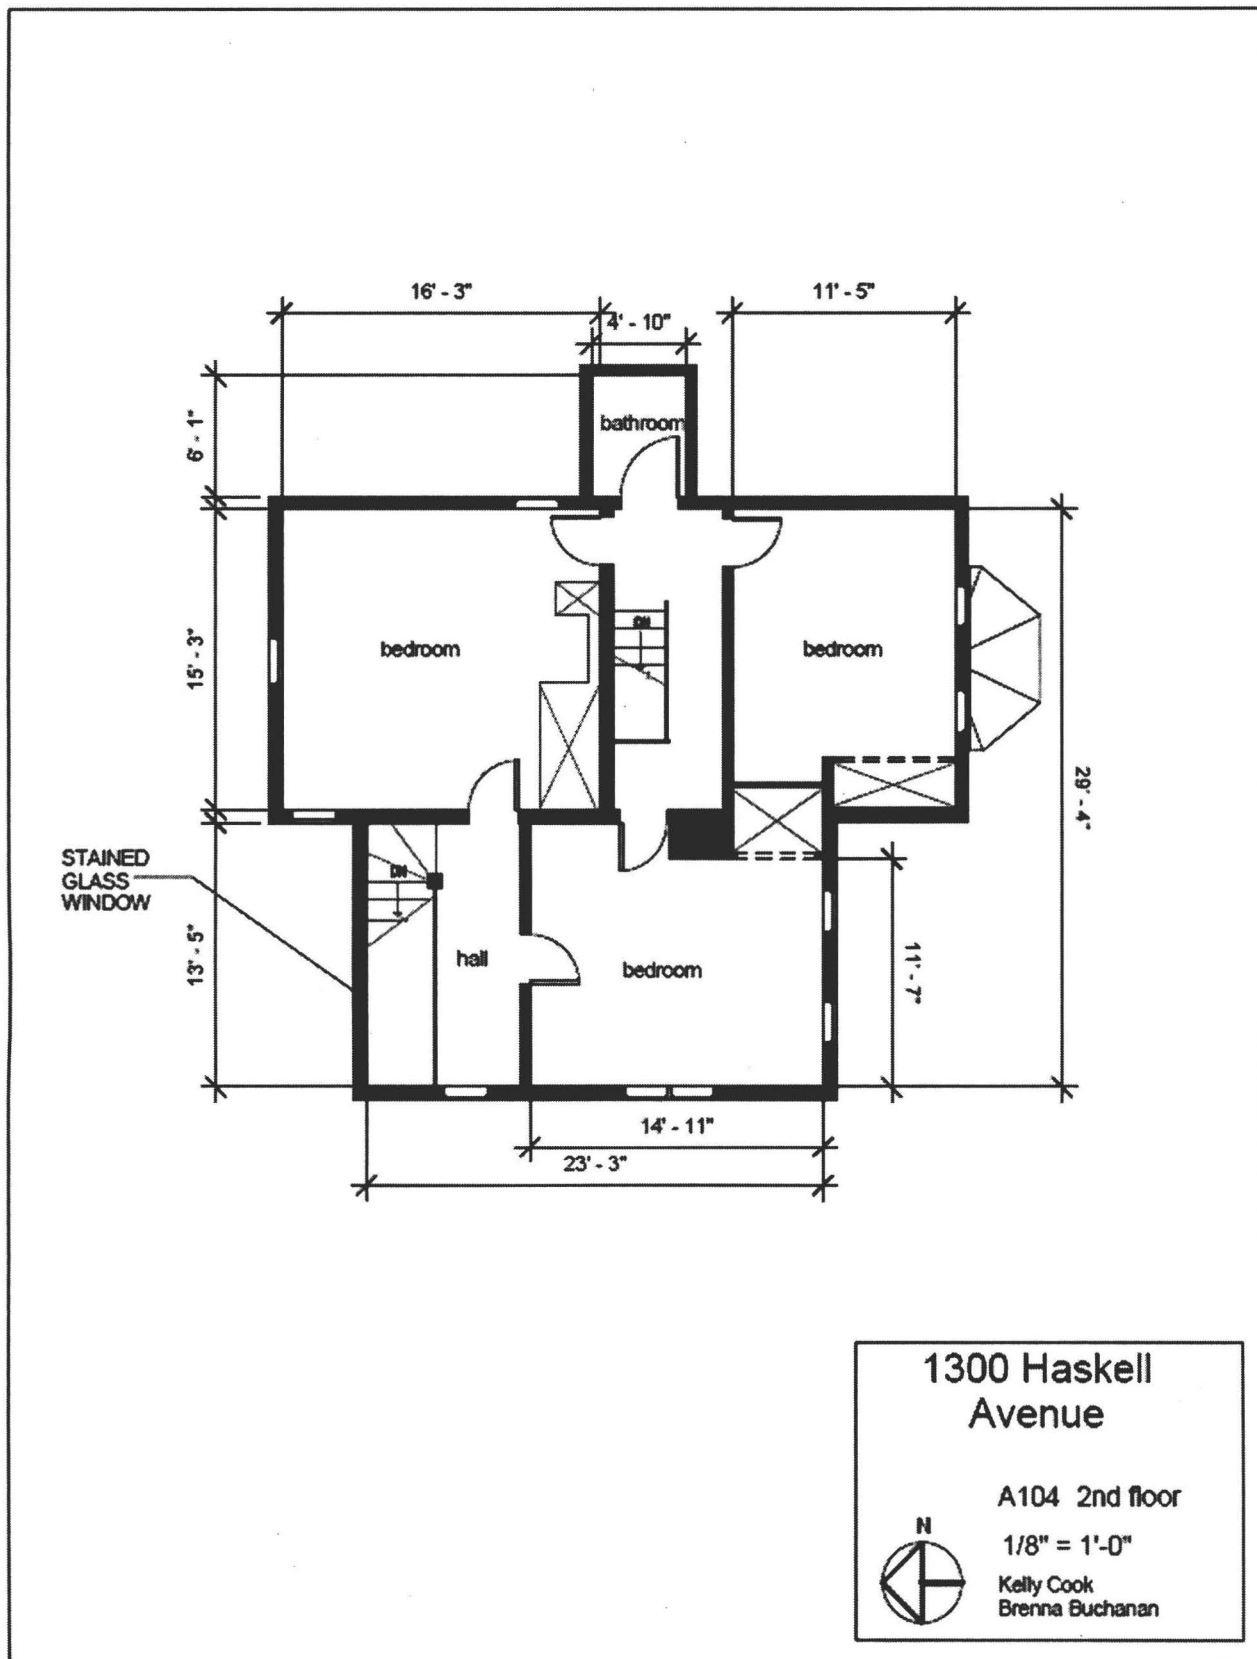 16' - 3"
11' - 5"
4' - 10"
6' - 1"
bathroom
15' - 3"
bedroom
DN
bedroom
29' - 4"
STAINED
GLASS
WINDOW
DN
13' - 5"
hall
bedroom
11' - 7"
14' - 11"
23' - 3"
1300 Haskell
Avenue
A104 2nd floor
N
1/8" = 1'-0"
Kelly Cook
Brenna Buchanan